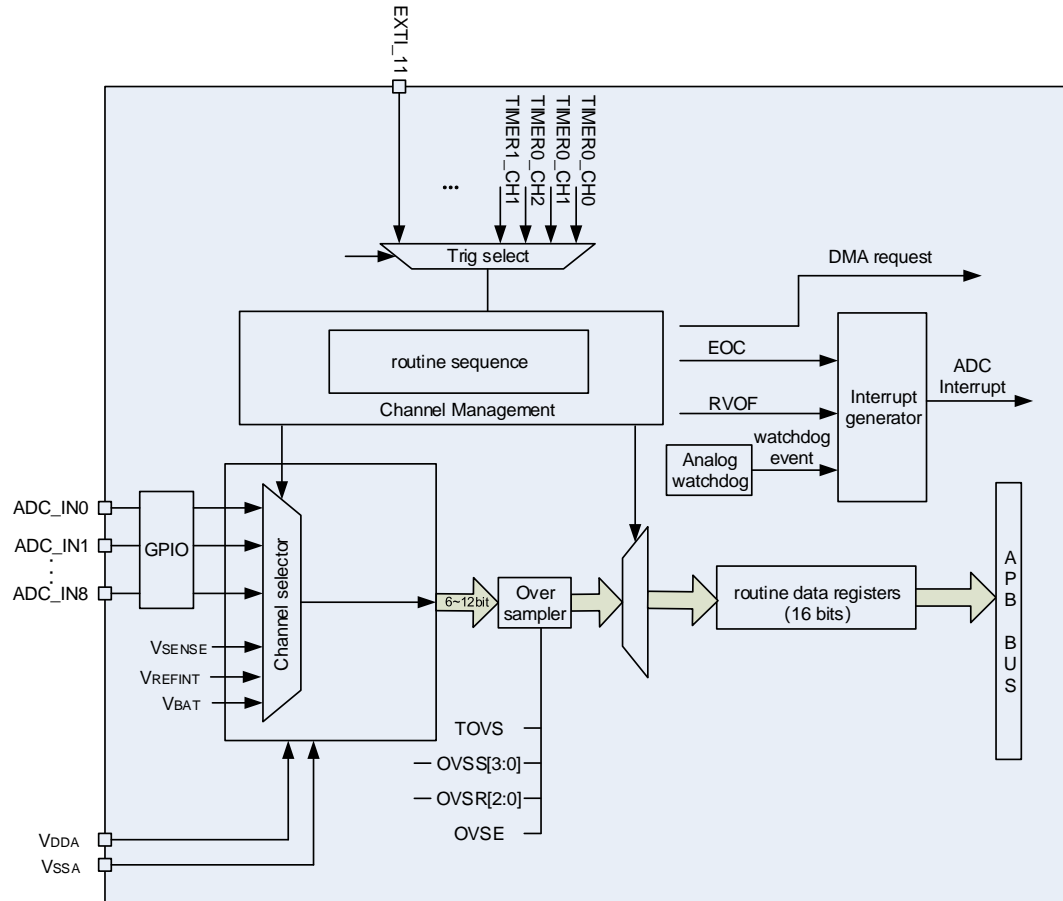 EXTI_11
...
TIMER1_CH1
TIMER0_CH2
TIMER0_CH1
TIMER0_CH0
Trig select
DMA request
routine sequence
Channel Management
EOC
RVOF
Analog
watchdog
watchdog
event
Interrupt
generator
ADC
Interrupt
ADC_IN0
ADC_IN1
ADC_IN8
GPIO
Channel selector
VSENSE
VREFINT
VBAT
6~12bit
Over
sampler
routine data registers
(16 bits)
APB BUS
TOVS
OVSS[3:0]
OVSR[2:0]
OVSE
VDDA
VSSA